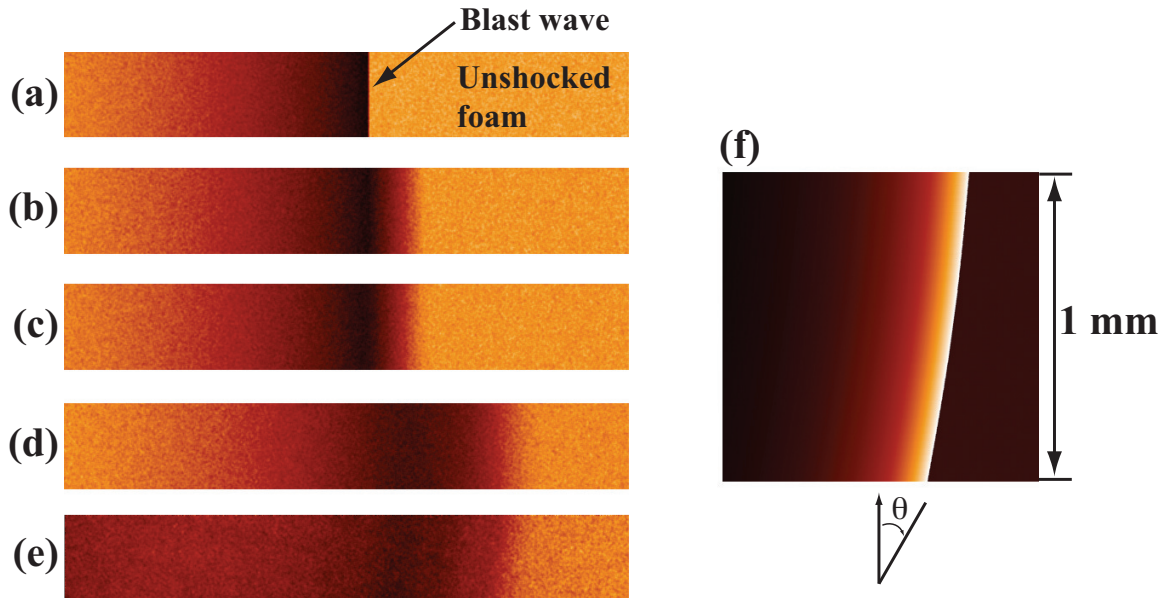 Blast wave
(a)
Unshocked
foam
(b)
(c)
(d)
(e)
(f)
1 mm
θ